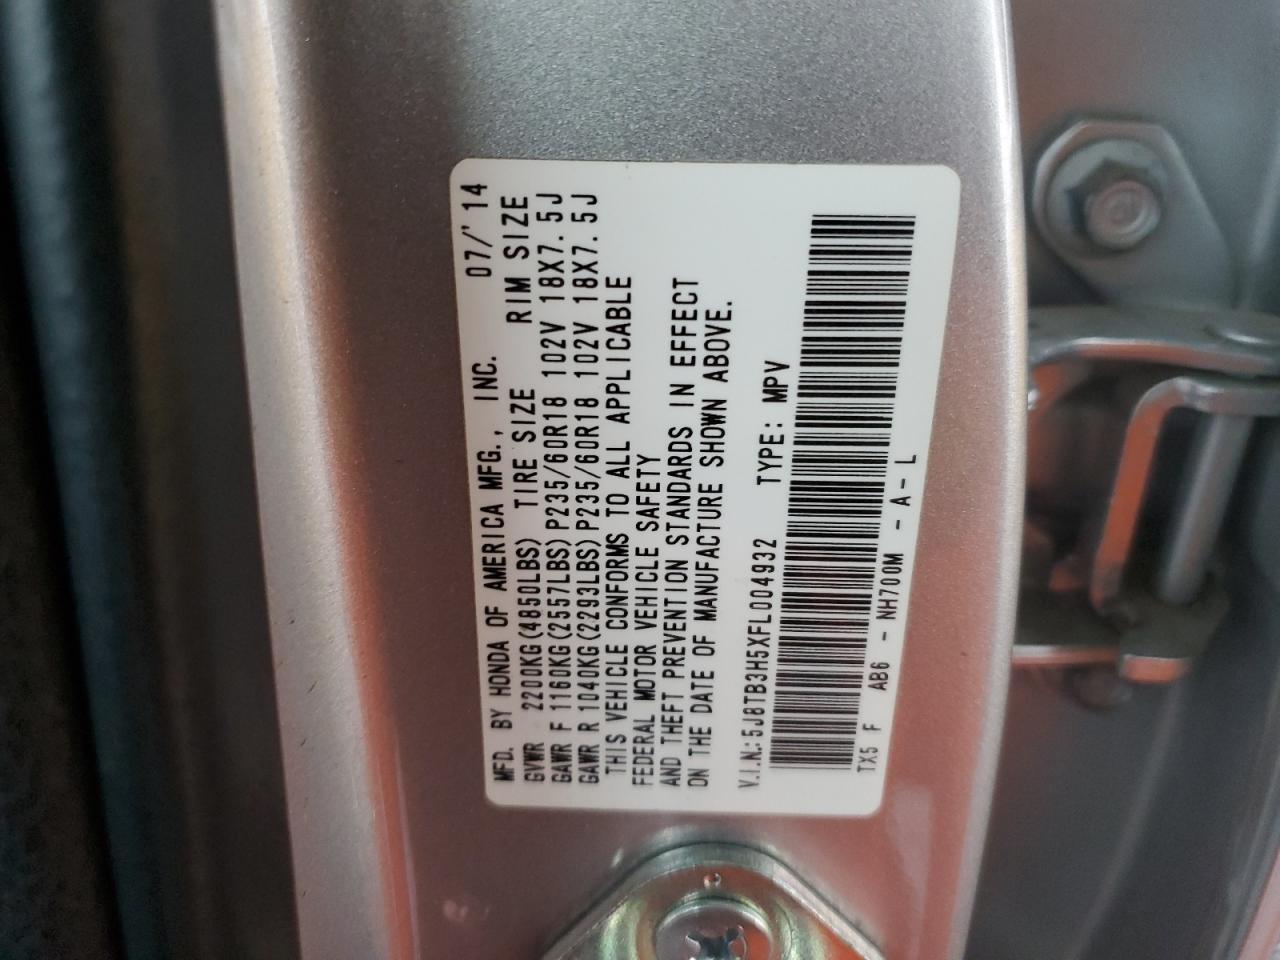 MFD. BY HONDA OF AMERICA MFG., INC. 07/'14
GVWR 2200KG(4850LBS) TIRE SIZE RIM SIZE
GAWR F 1160KG(2557LBS) P235/60R18 102V 18X7.5J
GAWR R 1040KG(2293LBS) P235/60R18 102V 18X7.5J
THIS VEHICLE CONFORMS TO ALL APPLICABLE
FEDERAL MOTOR VEHICLE SAFETY
AND THEFT PREVENTION STANDARDS IN EFFECT
ON THE DATE OF MANUFACTURE SHOWN ABOVE.
V.I.N.: 5J8TB3H5XFL004932 TYPE: MPV
TX5 F AB6 - NH700M - A - L